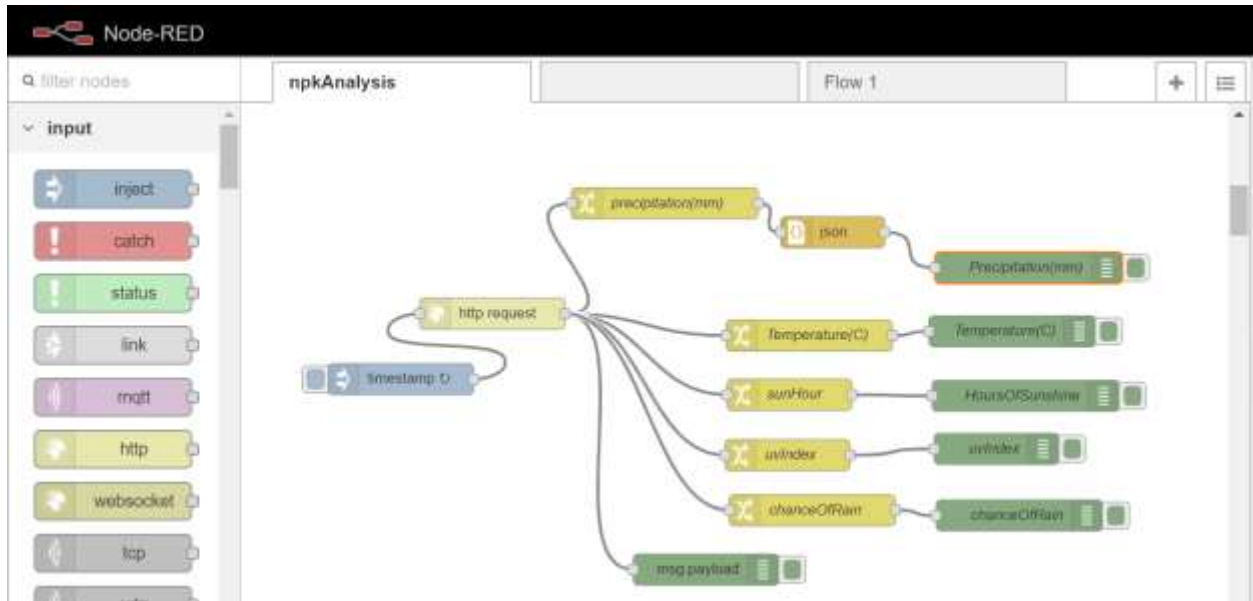 Node-RED
filter nodes
npkAnalysis
Flow 1
input
inject
catch
status
link
mqtt
http
websocket
tcp
precipitation(mm)
json
Precipitation(mm)
http request
timestamp ↻
Temperature(C)
Temperature(C)
sunHour
HoursOfSunshine
uvIndex
uvIndex
chanceOfRain
chanceOfRain
msg.payload